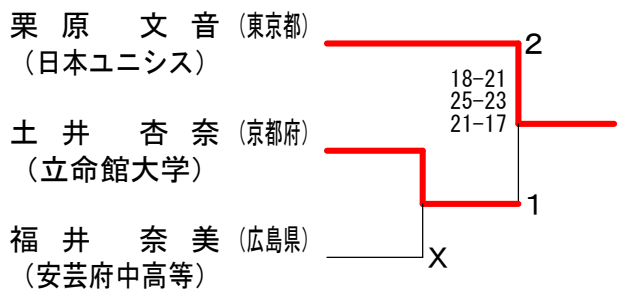 栗原 文音 (東京都)
(日本ユニシス)
2
18-21
25-23
21-17
土井 杏奈 (京都府)
(立命館大学)
1
福井 奈美 (広島県)
(安芸府中高等)
X